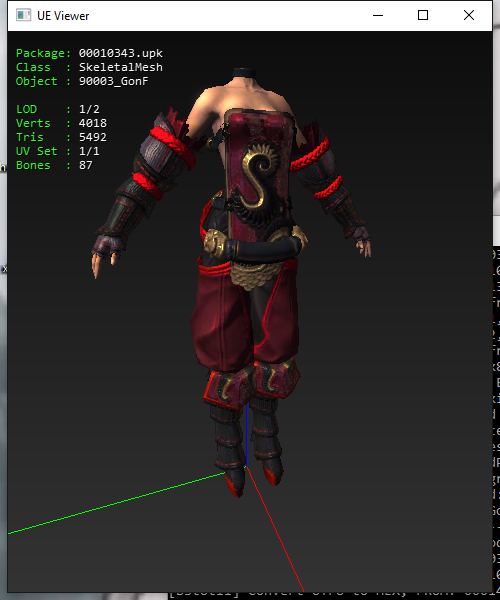 UE Viewer
Package: 00010343.upk
Class  : SkeletalMesh
Object : 90003_GonF
LOD    : 1/2
Verts  : 4018
Tris   : 5492
UV Set : 1/1
Bones  : 87